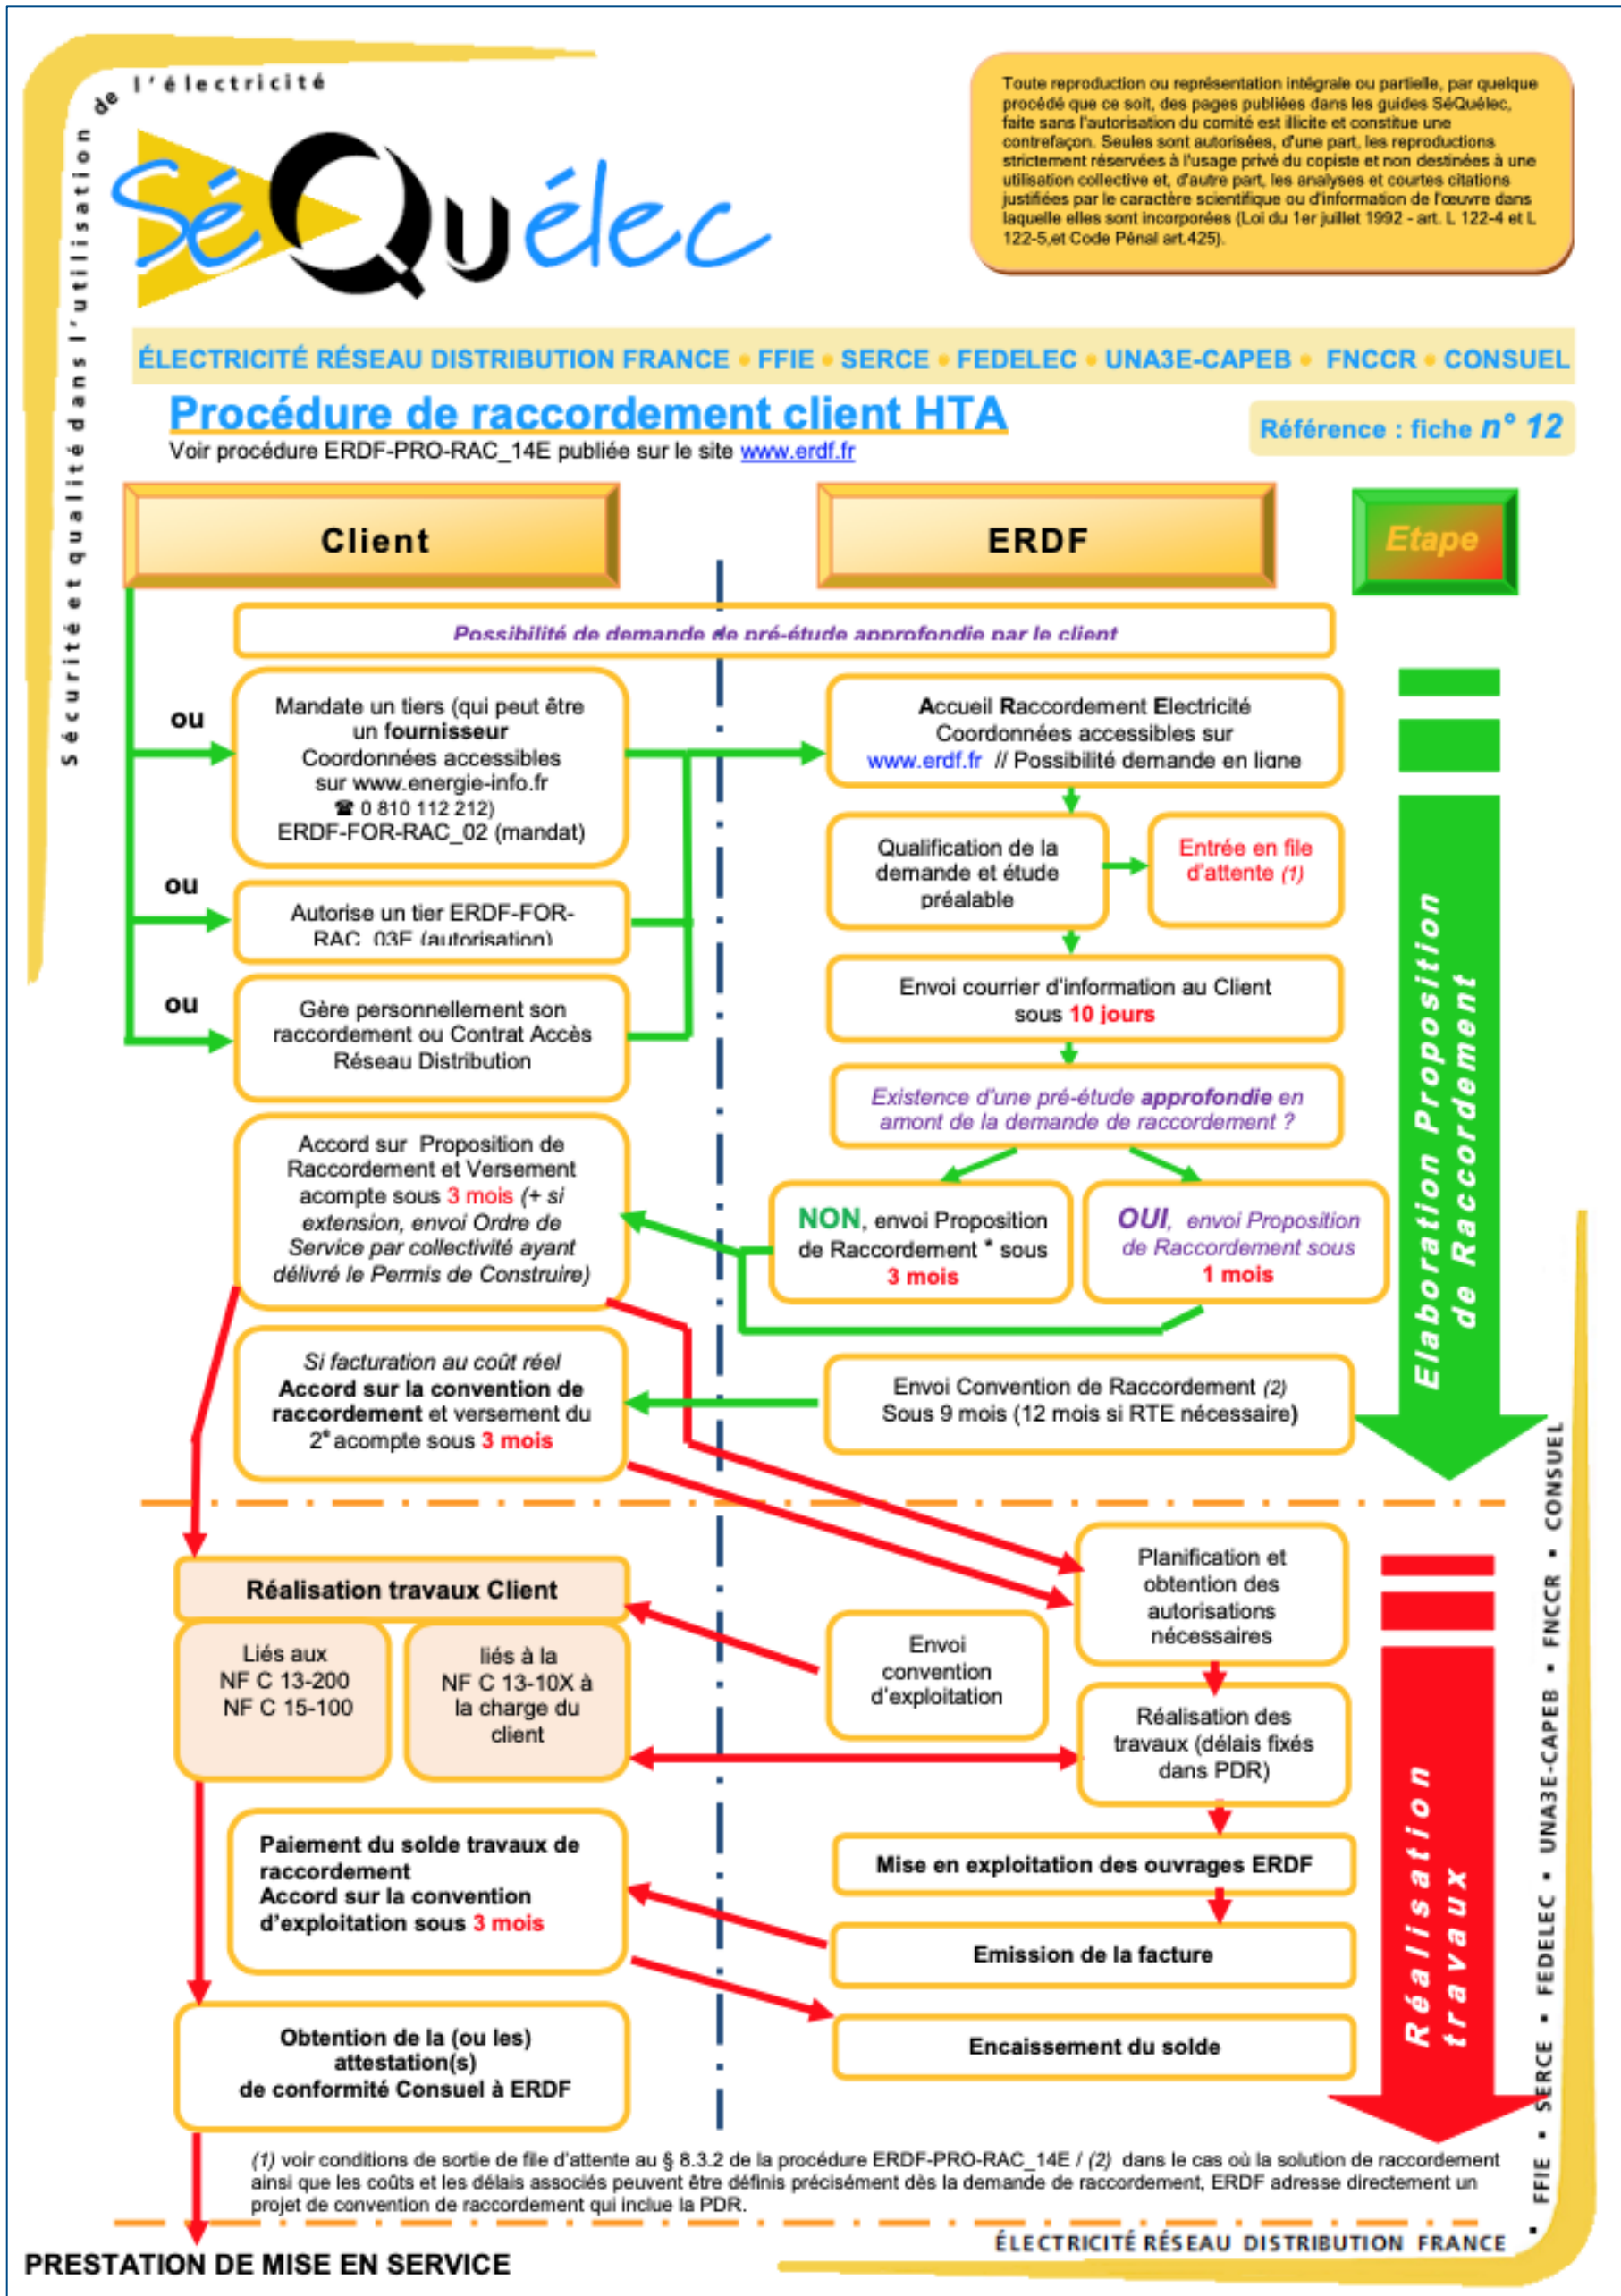 Sécurité et qualité dans l'utilisation de l'électricité
SéQuélec
Toute reproduction ou représentation intégrale ou partielle, par quelque
procédé que ce soit, des pages publiées dans les guides SéQuélec,
faite sans l'autorisation du comité est illicite et constitue une
contrefaçon. Seules sont autorisées, d'une part, les reproductions
strictement réservées à l'usage privé du copiste et non destinées à une
utilisation collective et, d'autre part, les analyses et courtes citations
justifiées par le caractère scientifique ou d'information de l'œuvre dans
laquelle elles sont incorporées (Loi du 1er juillet 1992 - art. L 122-4 et L
122-5,et Code Pénal art.425).
ÉLECTRICITÉ RÉSEAU DISTRIBUTION FRANCE • FFIE • SERCE • FEDELEC • UNA3E-CAPEB • FNCCR • CONSUEL
Procédure de raccordement client HTA
Référence : fiche n° 12
Voir procédure ERDF-PRO-RAC_14E publiée sur le site www.erdf.fr
Client
ERDF
Etape
Possibilité de demande de pré-étude approfondie par le client
ou
Mandate un tiers (qui peut être
un fournisseur
Coordonnées accessibles
sur www.energie-info.fr
☎ 0 810 112 212)
ERDF-FOR-RAC_02 (mandat)
ou
Autorise un tier ERDF-FOR-
RAC_03E (autorisation)
ou
Gère personnellement son
raccordement ou Contrat Accès
Réseau Distribution
Accueil Raccordement Electricité
Coordonnées accessibles sur
www.erdf.fr // Possibilité demande en ligne
Qualification de la
demande et étude
préalable
Entrée en file
d'attente (1)
Envoi courrier d'information au Client
sous 10 jours
Existence d'une pré-étude approfondie en
amont de la demande de raccordement ?
NON, envoi Proposition
de Raccordement * sous
3 mois
OUI, envoi Proposition
de Raccordement sous
1 mois
Accord sur Proposition de
Raccordement et Versement
acompte sous 3 mois (+ si
extension, envoi Ordre de
Service par collectivité ayant
délivré le Permis de Construire)
Si facturation au coût réel
Accord sur la convention de
raccordement et versement du
2e acompte sous 3 mois
Envoi Convention de Raccordement (2)
Sous 9 mois (12 mois si RTE nécessaire)
Elaboration Proposition
de Raccordement
Réalisation travaux Client
Liés aux
NF C 13-200
NF C 15-100
liés à la
NF C 13-10X à
la charge du
client
Envoi
convention
d'exploitation
Planification et
obtention des
autorisations
nécessaires
Réalisation des
travaux (délais fixés
dans PDR)
Paiement du solde travaux de
raccordement
Accord sur la convention
d'exploitation sous 3 mois
Mise en exploitation des ouvrages ERDF
Emission de la facture
Encaissement du solde
Obtention de la (ou les)
attestation(s)
de conformité Consuel à ERDF
Réalisation
travaux
▪ FFIE ▪ SERCE ▪ FEDELEC ▪ UNA3E-CAPEB ▪ FNCCR ▪ CONSUEL
(1) voir conditions de sortie de file d'attente au § 8.3.2 de la procédure ERDF-PRO-RAC_14E / (2) dans le cas où la solution de raccordement
ainsi que les coûts et les délais associés peuvent être définis précisément dès la demande de raccordement, ERDF adresse directement un
projet de convention de raccordement qui inclue la PDR.
ÉLECTRICITÉ RÉSEAU DISTRIBUTION FRANCE
PRESTATION DE MISE EN SERVICE